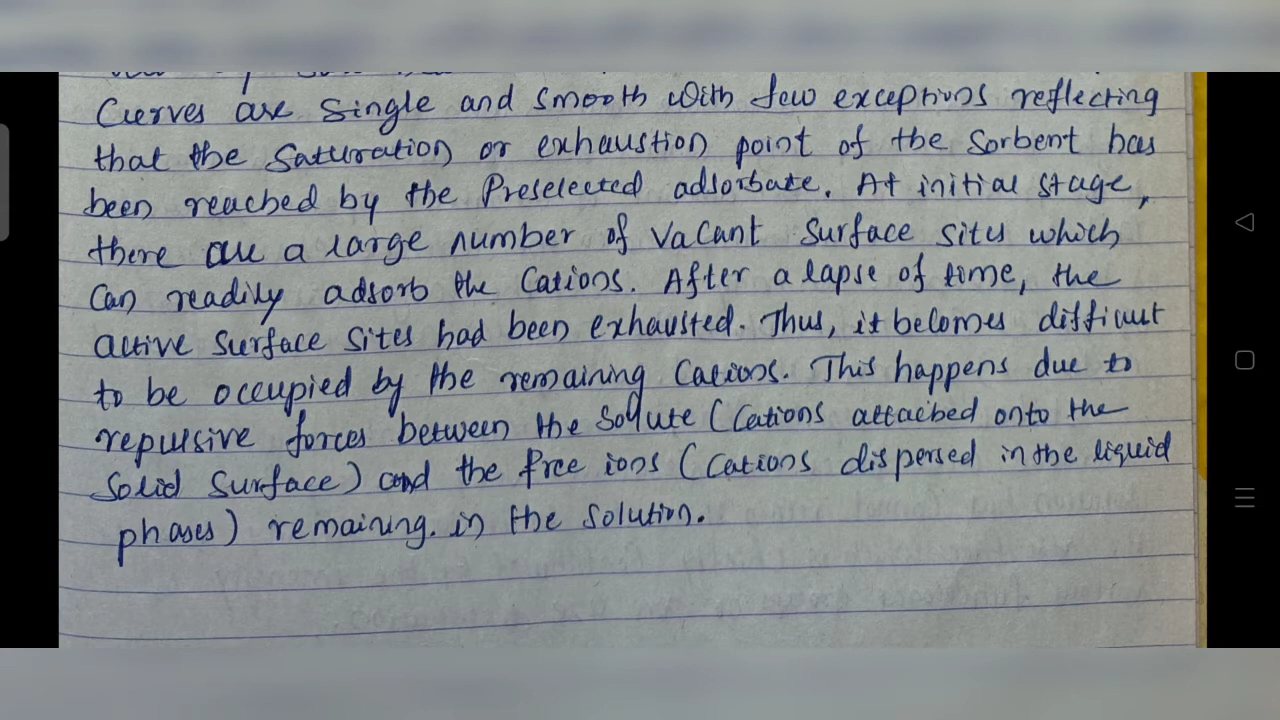 Curves are single and smooth with few exceptions reflecting
that the Saturation or exhaustion point of the Sorbent has
been reached by the Preselected adsorbate. At initial stage,
there are a large number of vacant surface sites which
can readily adsorb the Cations. After a lapse of time, the
active surface sites had been exhausted. Thus, it becomes difficult
to be occupied by the remaining Cations. This happens due to
repulsive forces between the solute (Cations attached onto the
Solid surface) and the free ions (Cations dispersed in the liquid
phases) remaining. in the solution.